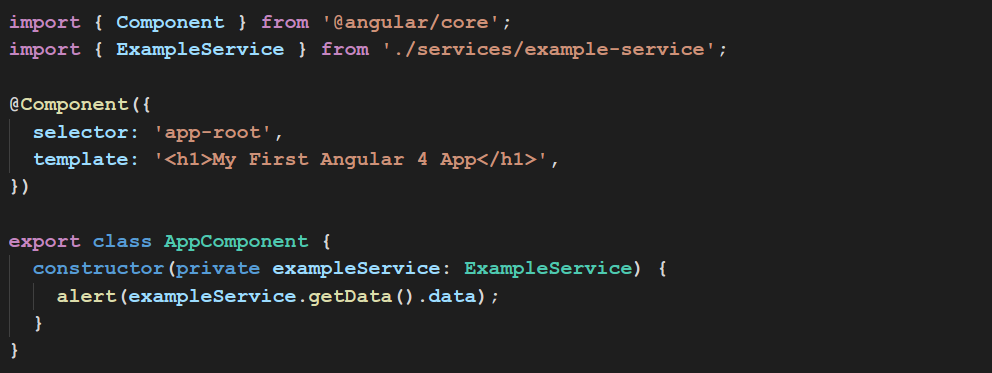 import { Component } from '@angular/core';
import { ExampleService } from './services/example-service';

@Component({
  selector: 'app-root',
  template: '<h1>My First Angular 4 App</h1>',
})

export class AppComponent {
  constructor(private exampleService: ExampleService) {
    alert(exampleService.getData().data);
  }
}